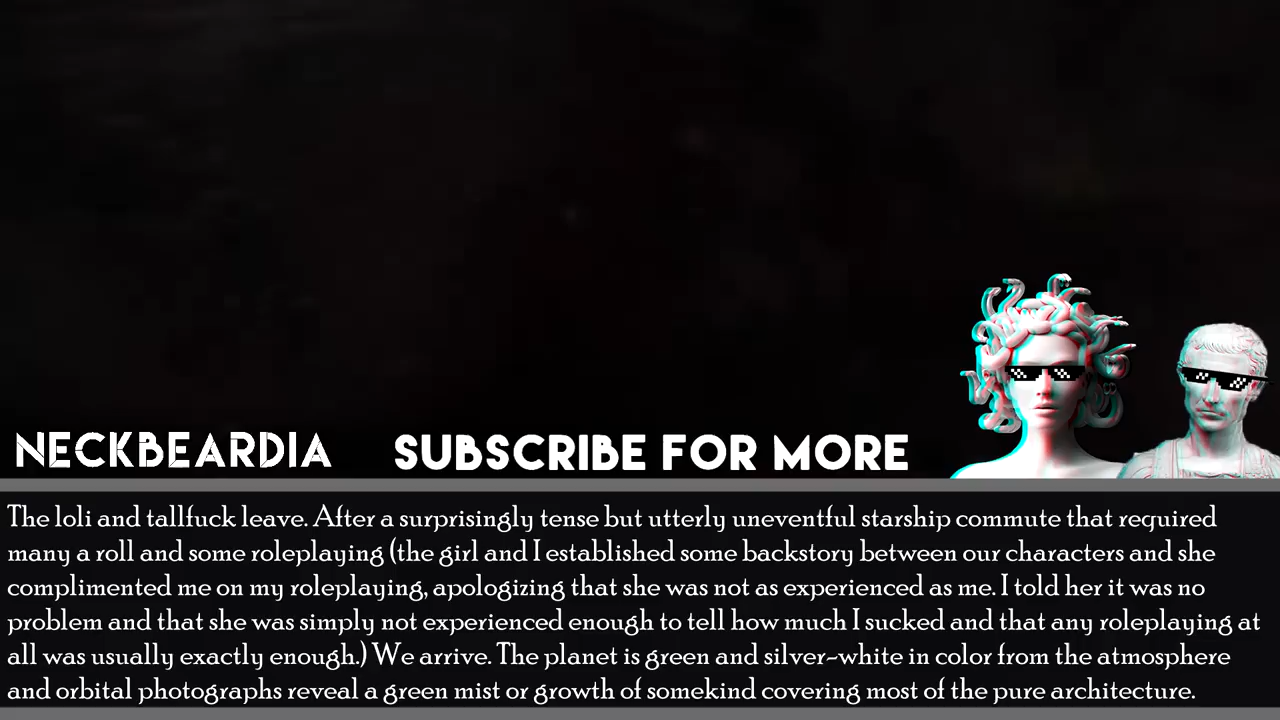 NECKBEARDIA
SUBSCRIBE FOR MORE
The loli and tallfuck leave. After a surprisingly tense but utterly uneventful starship commute that required
many a roll and some roleplaying (the girl and I established some backstory between our characters and she
complimented me on my roleplaying, apologizing that she was not as experienced as me. I told her it was no
problem and that she was simply not experienced enough to tell how much I sucked and that any roleplaying at
all was usually exactly enough.) We arrive. The planet is green and silver-white in color from the atmosphere
and orbital photographs reveal a green mist or growth of somekind covering most of the pure architecture.